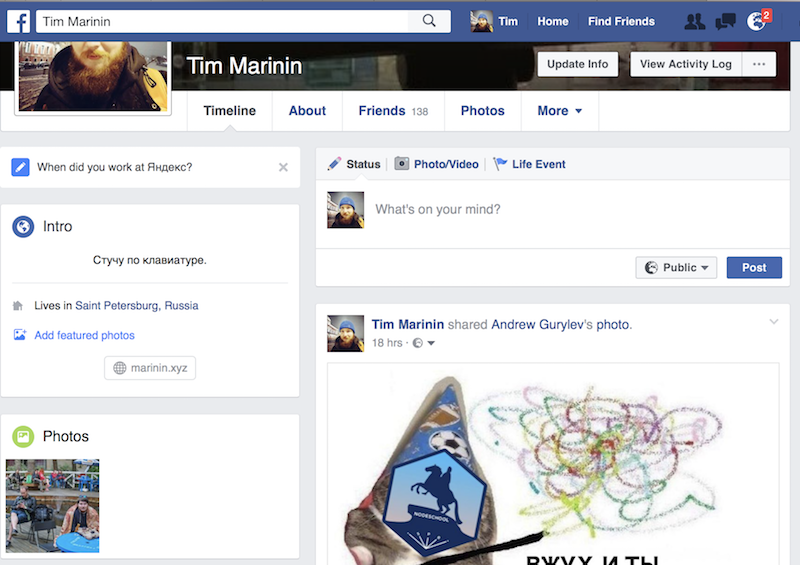 Tim Marinin
Tim
Home
Find Friends
2
Tim Marinin
Update Info
View Activity Log
Timeline
About
Friends 138
Photos
More
When did you work at Яндекс?
Intro
Стучу по клавиатуре.
Lives in Saint Petersburg, Russia
Add featured photos
marinin.xyz
Photos
Status
Photo/Video
Life Event
What's on your mind?
Public
Post
Tim Marinin shared Andrew Gurylev's photo.
18 hrs ·
NODESCHOOL
ВЖУХ И ТЫ